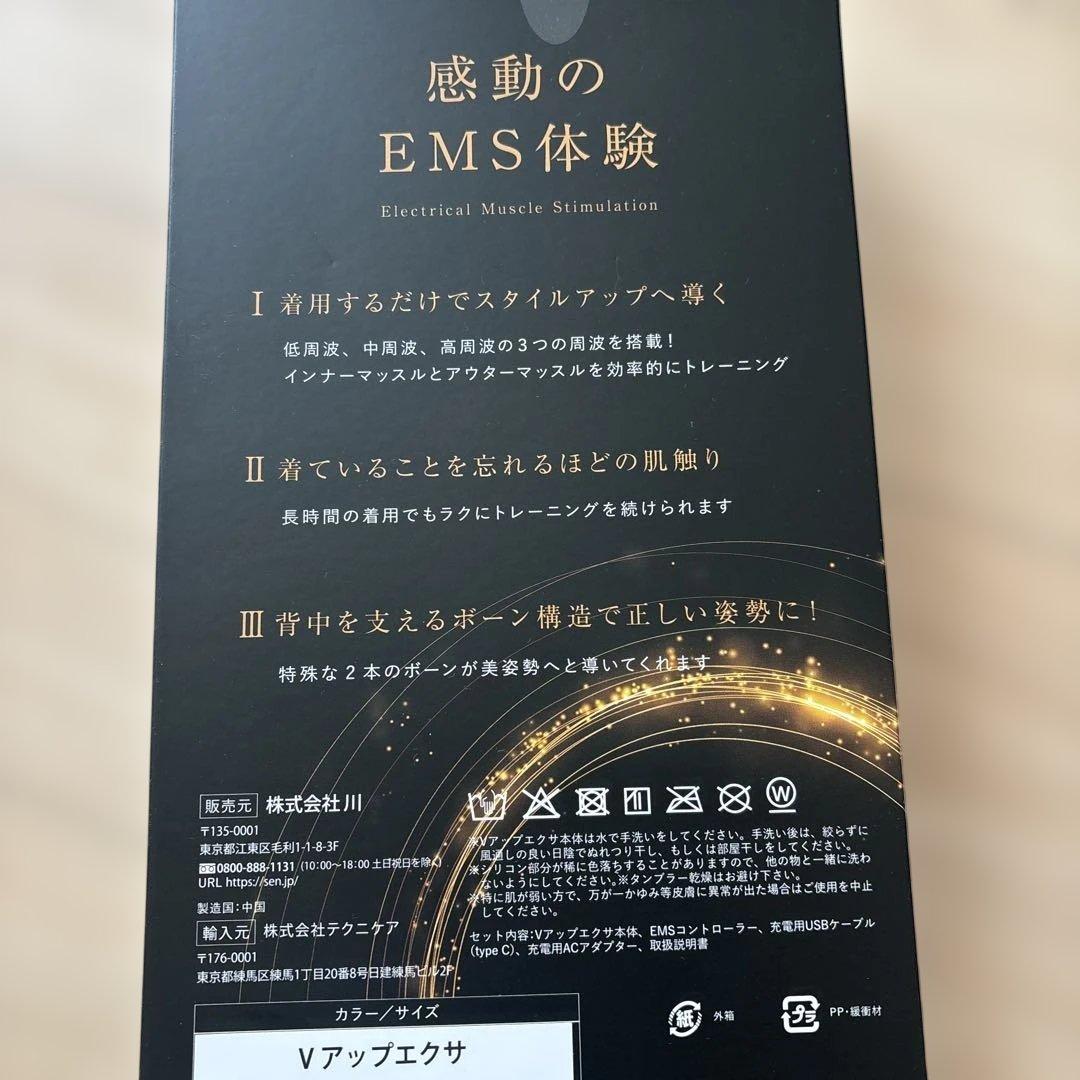 感動の
EMS体験
Electrical Muscle Stimulation
Ⅰ 着用するだけでスタイルアップへ導く
低周波、中周波、高周波の3つの周波を搭載！
インナーマッスルとアウターマッスルを効率的にトレーニング
Ⅱ 着ていることを忘れるほどの肌触り
長時間の着用でもラクにトレーニングを続けられます
Ⅲ 背中を支えるボーン構造で正しい姿勢に！
特殊な2本のボーンが美姿勢へと導いてくれます
販売元 株式会社川
〒135-0001
東京都江東区毛利1-1-8-3F
0800-888-1131 (10:00〜18:00 土日祝日を除く)
URL https://sen.jp/
製造国：中国
輸入元 株式会社テクニケア
〒176-0001
東京都練馬区練馬1丁目20番8号日建練馬ビル2F
W
※Vアップエクサ本体は水で手洗いをしてください。手洗い後は、絞らずに
風通しの良い日陰でぬれつり干し、もしくは部屋干しをしてください。
※シリコン部分が稀に色落ちすることがありますので、他の物と一緒に洗わ
ないようにしてください。※タンブラー乾燥はお避け下さい。
※特に肌が弱い方で、万が一かゆみ等皮膚に異常が出た場合はご使用を中止
してください。
セット内容：Vアップエクサ本体、EMSコントローラー、充電用USBケーブル
(type C)、充電用ACアダプター、取扱説明書
紙 外箱
プラ PP・緩衝材
カラー／サイズ
Vアップエクサ